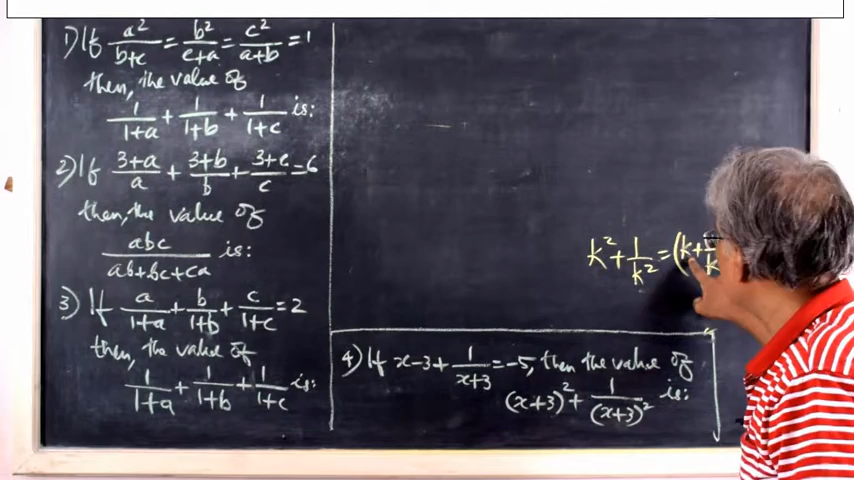 1) If a²/(b+c) = b²/(c+a) = c²/(a+b) = 1
then, the value of
1/(1+a) + 1/(1+b) + 1/(1+c) is:
2) If (3+a)/a + (3+b)/b + (3+c)/c = 6
then, the value of
abc/(ab+bc+ca) is:
3) If a/(1+a) + b/(1+b) + c/(1+c) = 2
then, the value of
1/(1+a) + 1/(1+b) + 1/(1+c) is:
k² + 1/k² = (k + 1/k
4) If x-3 + 1/(x+3) = -5, then the value of
(x+3)² + 1/(x+3)² is: